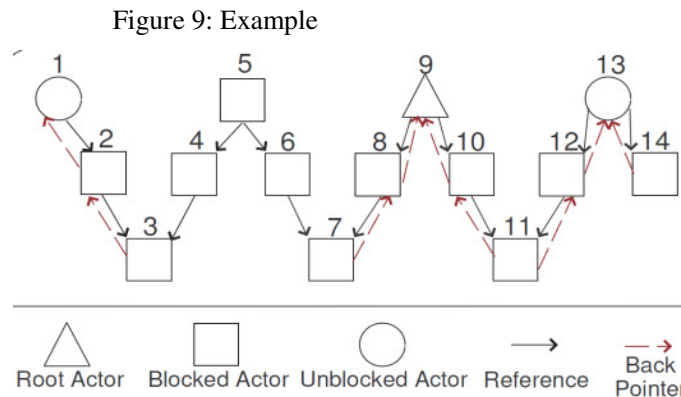 Figure 9: Example
1 5 9 13
2 4 6 8 10 12 14
3 7 11
Root Actor Blocked Actor Unblocked Actor Reference Back
Pointer